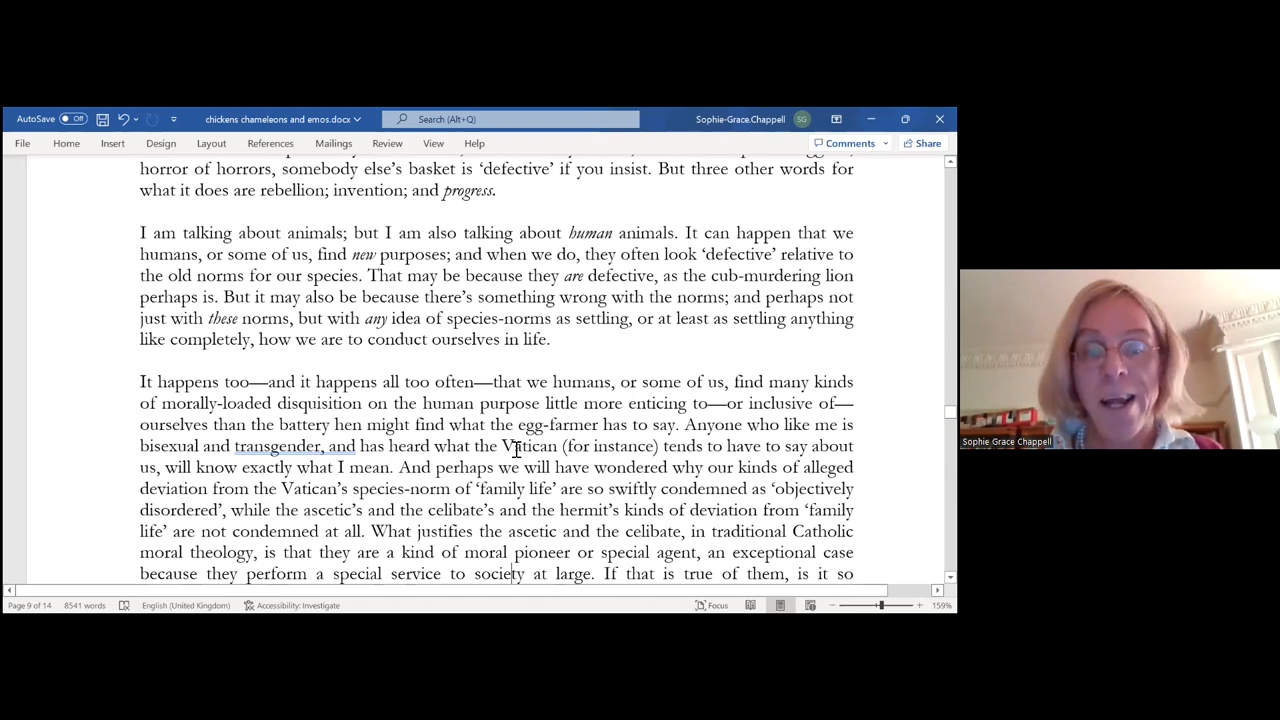 AutoSave Off chickens chameleons and emos.docx Search (Alt+Q) Sophie-Grace.Chappell SG
File Home Insert Design Layout References Mailings Review View Help Comments Share
horror of horrors, somebody else’s basket is ‘defective’ if you insist. But three other words for
what it does are rebellion; invention; and progress.
I am talking about animals; but I am also talking about human animals. It can happen that we
humans, or some of us, find new purposes; and when we do, they often look ‘defective’ relative to
the old norms for our species. That may be because they are defective, as the cub-murdering lion
perhaps is. But it may also be because there’s something wrong with the norms; and perhaps not
just with these norms, but with any idea of species-norms as settling, or at least as settling anything
like completely, how we are to conduct ourselves in life.
It happens too—and it happens all too often—that we humans, or some of us, find many kinds
of morally-loaded disquisition on the human purpose little more enticing to—or inclusive of—
ourselves than the battery hen might find what the egg-farmer has to say. Anyone who like me is
bisexual and transgender, and has heard what the Vatican (for instance) tends to have to say about
us, will know exactly what I mean. And perhaps we will have wondered why our kinds of alleged
deviation from the Vatican’s species-norm of ‘family life’ are so swiftly condemned as ‘objectively
disordered’, while the ascetic’s and the celibate’s and the hermit’s kinds of deviation from ‘family
life’ are not condemned at all. What justifies the ascetic and the celibate, in traditional Catholic
moral theology, is that they are a kind of moral pioneer or special agent, an exceptional case
because they perform a special service to society at large. If that is true of them, is it so
Page 9 of 14 8541 words English (United Kingdom) Accessibility: Investigate Focus 159%
Sophie Grace Chappell